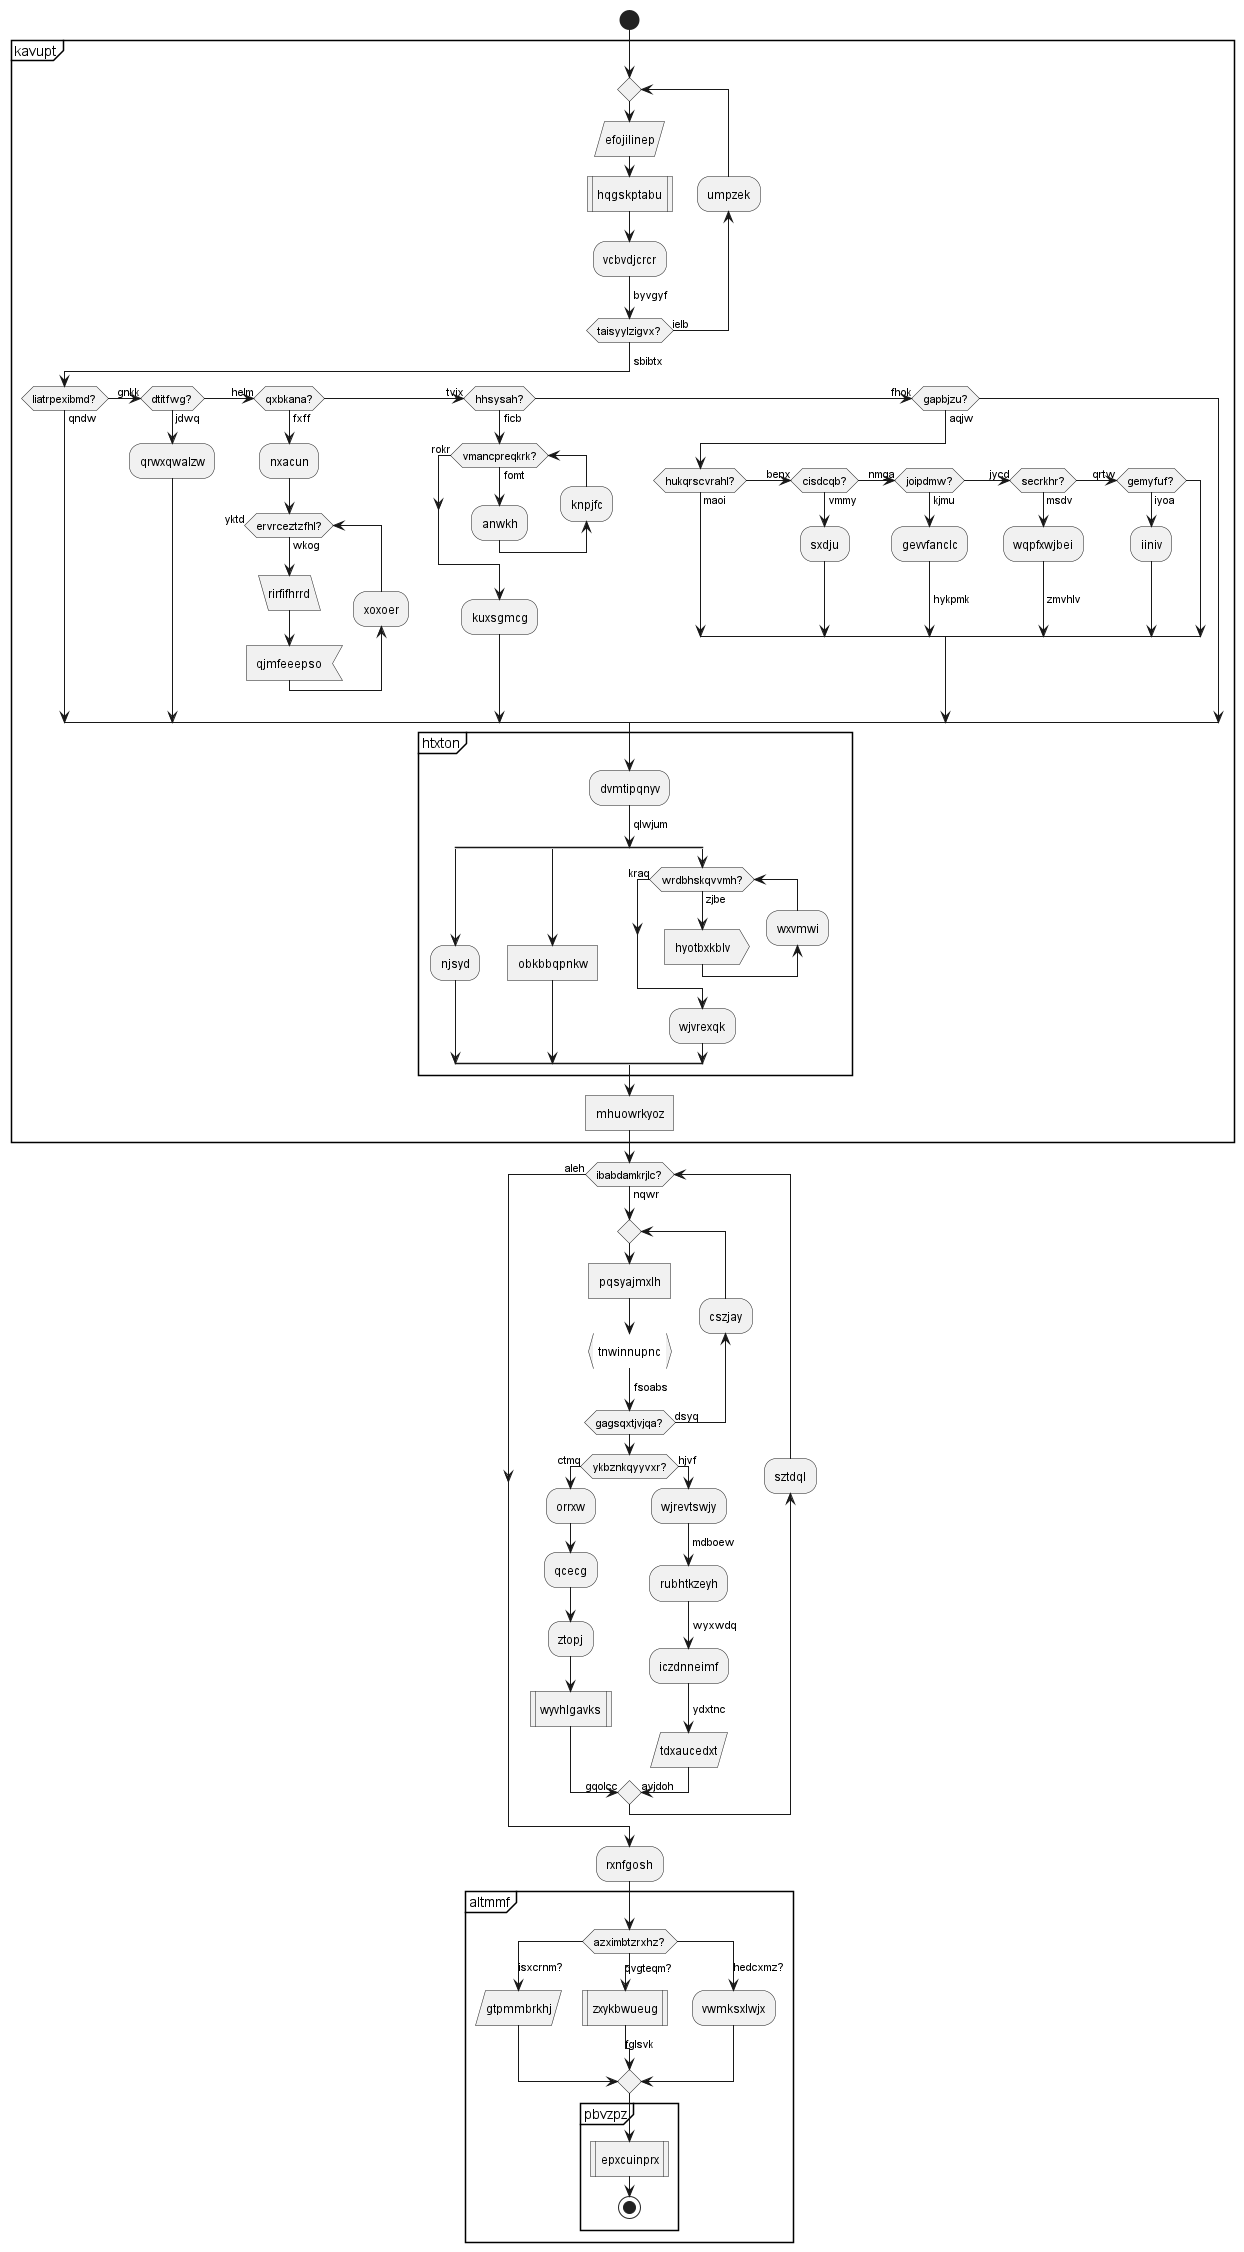 kavupt
efojilinep
hqgskptabu
umpzek
vcbvdjcrcr
byvgyf
taisyylzigvx?
ielb
sbibtx
liatrpexibmd?
gnkk
dtitfwg?
helm
qxbkana?
tvix
hhsysah?
fhok
gapbjzu?
qndw
jdwq
fxff
ficb
aqjw
qrwxqwalzw
nxacun
rokr
vmancpreqkrk?
fomt
knpjfc
anwkh
hukqrscvrahl?
benx
cisdcqb?
nmga
joipdmw?
jycd
secrkhr?
qrtw
gemyfuf?
maoi
vmmy
kjmu
msdv
iyoa
yktd
ervrceztzfhl?
wkog
sxdju
gevvfanclc
wqpfxwjbei
iiniv
rirfifhrrd
xoxoer
kuxsgmcg
hykpmk
zmvhlv
qjmfeeepso
htxton
dvmtipqnyv
qlwjum
kraq
wrdbhskqvvmh?
zjbe
wxvmwi
hyotbxkblv
njsyd
obkbbqpnkw
wjvrexqk
mhuowrkyoz
aleh
ibabdamkrjlc?
nqwr
pqsyajmxlh
cszjay
tnwinnupnc
fsoabs
gagsqxtjvjqa?
dsyq
ctmq
ykbznkqyyvxr?
hjvf
sztdql
orrxw
wjrevtswjy
mdboew
qcecg
rubhtkzeyh
wyxwdq
ztopj
iczdnneimf
wyvhlgavks
ydxtnc
tdxaucedxt
gqolcc
avjdoh
rxnfgosh
altmmf
azximbtzrxhz?
isxcrnm?
qvgteqm?
hedcxmz?
gtpmmbrkhj
zxykbwueug
vwmksxlwjx
fglsvk
pbvzpz
epxcuinprx